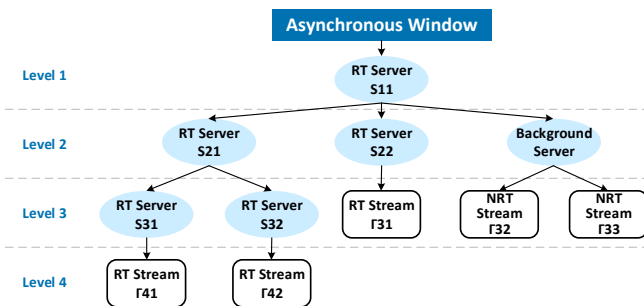 Asynchronous Window
Level 1
RT Server
S11
Level 2
RT Server
S21
RT Server
S22
Background
Server
Level 3
RT Server
S31
RT Server
S32
RT Stream
Γ31
NRT
Stream
Γ32
NRT
Stream
Γ33
Level 4
RT Stream
Γ41
RT Stream
Γ42